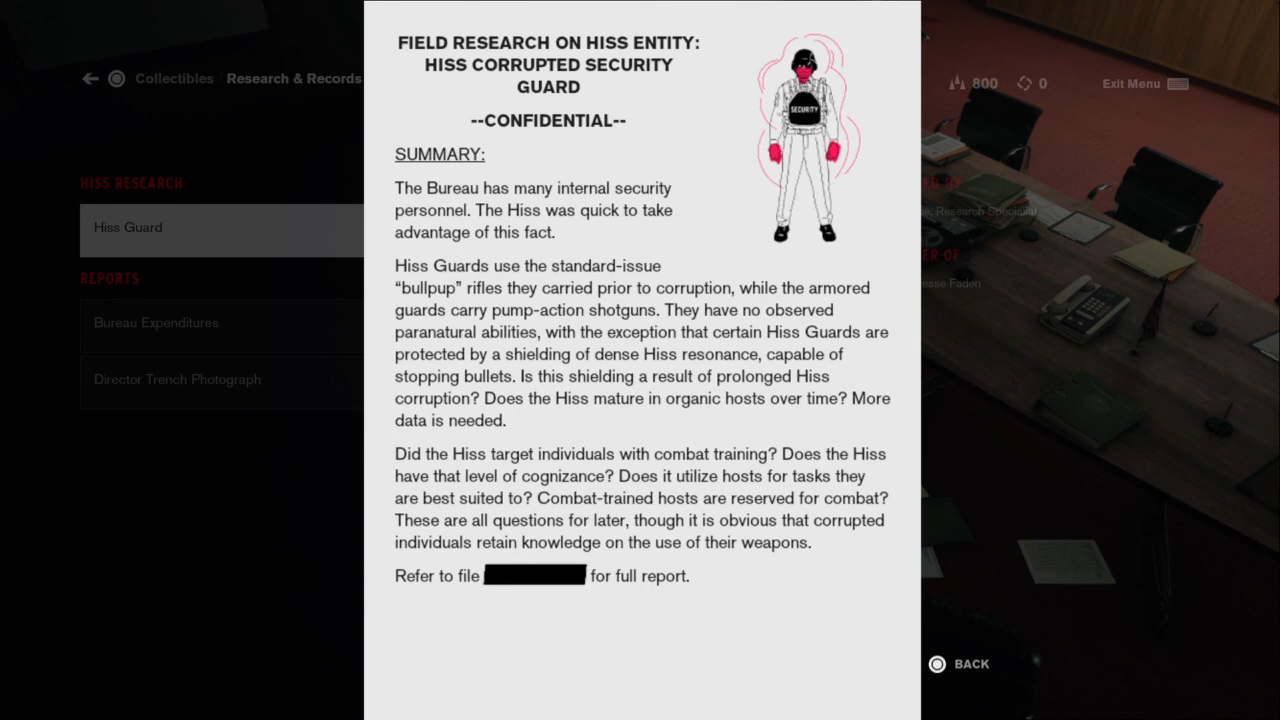 Collectibles / Research & Records
800
0
Exit Menu
HISS RESEARCH
Hiss Guard
REPORTS
Bureau Expenditures
Director Trench Photograph
FIELD RESEARCH ON HISS ENTITY:
HISS CORRUPTED SECURITY
GUARD
--CONFIDENTIAL--
SECURITY
SUMMARY:
The Bureau has many internal security
personnel. The Hiss was quick to take
advantage of this fact.
Hiss Guards use the standard-issue
“bullpup” rifles they carried prior to corruption, while the armored
guards carry pump-action shotguns. They have no observed
paranatural abilities, with the exception that certain Hiss Guards are
protected by a shielding of dense Hiss resonance, capable of
stopping bullets. Is this shielding a result of prolonged Hiss
corruption? Does the Hiss mature in organic hosts over time? More
data is needed.
Did the Hiss target individuals with combat training? Does the Hiss
have that level of cognizance? Does it utilize hosts for tasks they
are best suited to? Combat-trained hosts are reserved for combat?
These are all questions for later, though it is obvious that corrupted
individuals retain knowledge on the use of their weapons.
Refer to file for full report.
Research Specialist
Faden
BACK